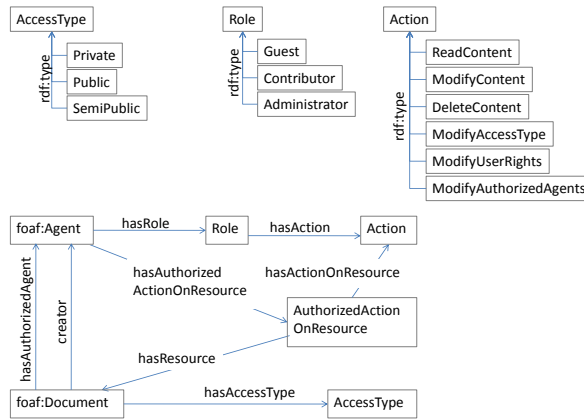 AccessType
rdf:type
Private
Public
SemiPublic
Role
rdf:type
Guest
Contributor
Administrator
Action
rdf:type
ReadContent
ModifyContent
DeleteContent
ModifyAccessType
ModifyUserRights
ModifyAuthorizedAgents
foaf:Agent
hasRole
Role
hasAction
Action
hasAuthorizedAgent
creator
hasAuthorized
ActionOnResource
hasActionOnResource
AuthorizedAction
OnResource
hasResource
foaf:Document
hasAccessType
AccessType